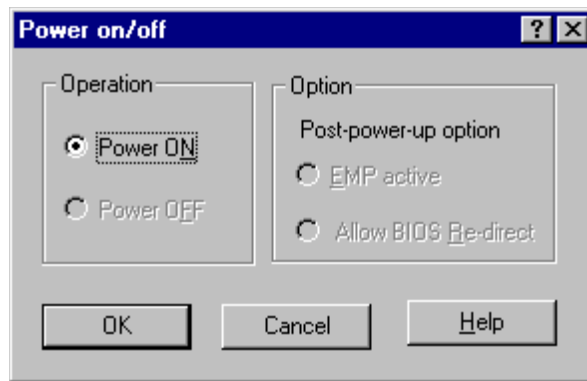 Power on/off
Operation
Power ON
Power OFF
Option
Post-power-up option
EMP active
Allow BIOS Re-direct
OK
Cancel
Help